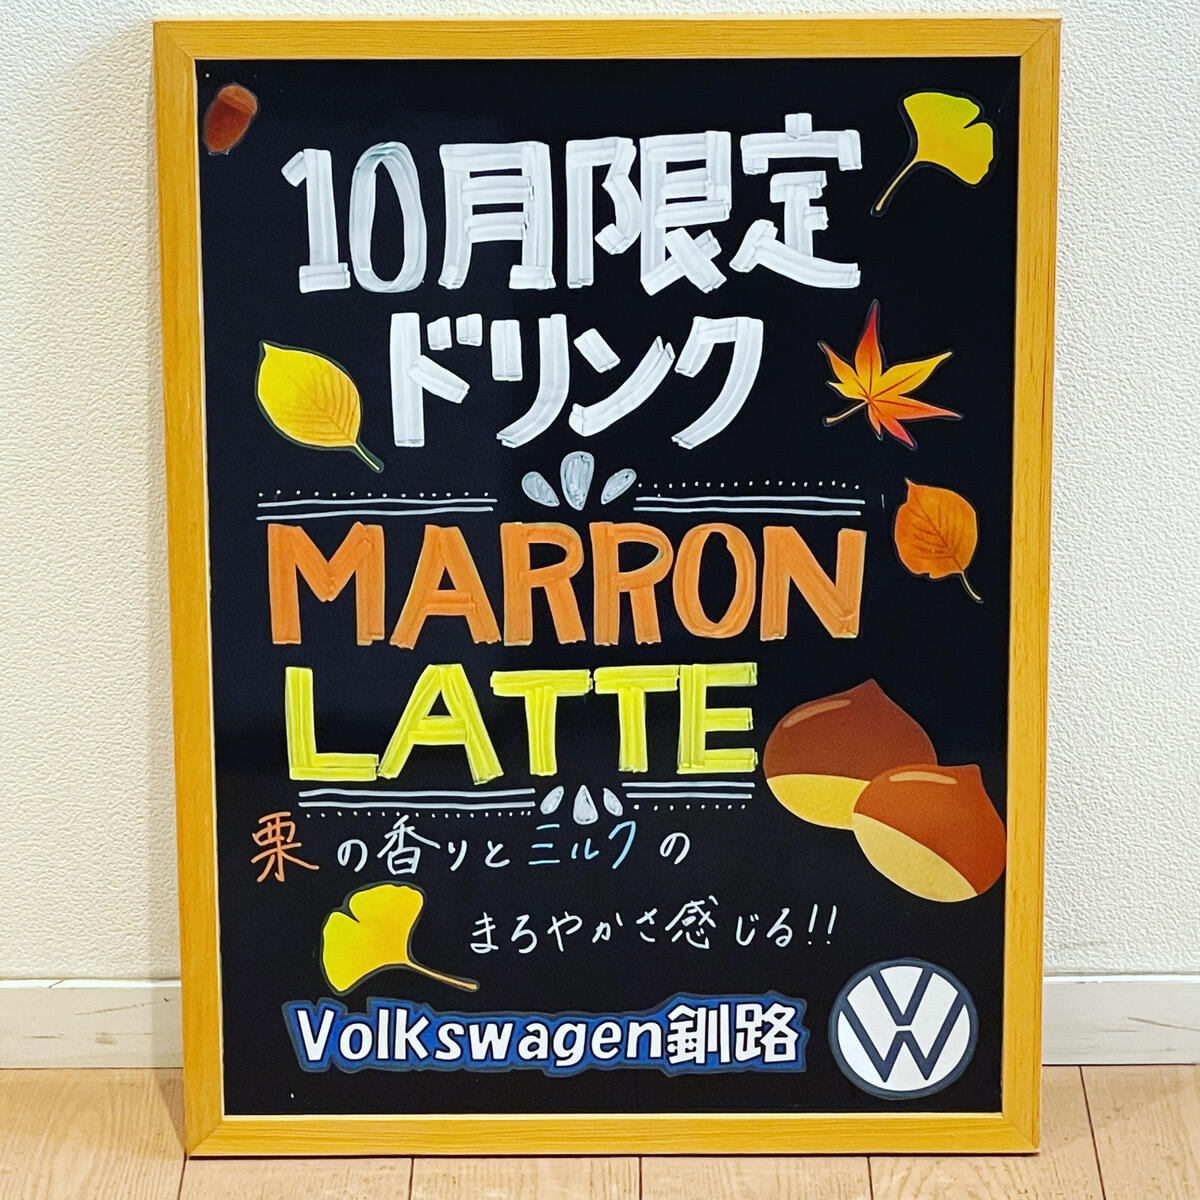 10月限定
ドリンク
MARRON
LATTE
栗の香りとミルクの
まろやかさ感じる!!
Volkswagen釧路